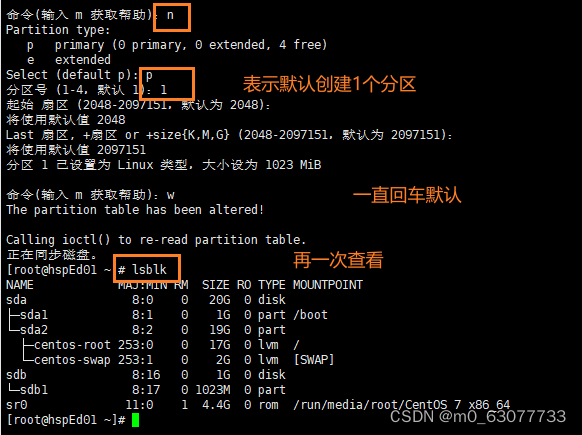 命令(输入 m 获取帮助)：n
Partition type:
p   primary (0 primary, 0 extended, 4 free)
e   extended
Select (default p): p
分区号 (1-4，默认 1)：1
表示默认创建1个分区
起始 扇区 (2048-2097151，默认为 2048)：
将使用默认值 2048
Last 扇区, +扇区 or +size{K,M,G} (2048-2097151，默认为 2097151)：
将使用默认值 2097151
分区 1 已设置为 Linux 类型，大小设为 1023 MiB
命令(输入 m 获取帮助)：w
一直回车默认
The partition table has been altered!
Calling ioctl() to re-read partition table.
正在同步磁盘。
再一次查看
[root@hspEd01 ~]# lsblk
NAME            MAJ:MIN RM  SIZE RO TYPE MOUNTPOINT
sda               8:0    0   20G  0 disk
├─sda1            8:1    0    1G  0 part /boot
└─sda2            8:2    0   19G  0 part
  ├─centos-root 253:0    0   17G  0 lvm  /
  └─centos-swap 253:1    0    2G  0 lvm  [SWAP]
sdb               8:16   0    1G  0 disk
└─sdb1            8:17   0 1023M  0 part
sr0              11:0    1  4.4G  0 rom  /run/media/root/CentOS 7 x86_64
[root@hspEd01 ~]#
CSDN @m0_63077733